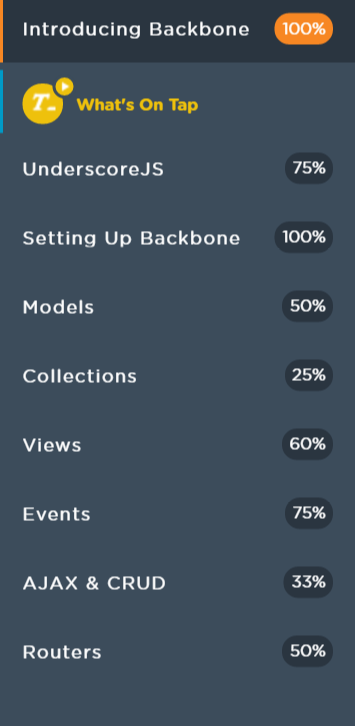 Introducing Backbone 100%
T_ What's On Tap
UnderscoreJS 75%
Setting Up Backbone 100%
Models 50%
Collections 25%
Views 60%
Events 75%
AJAX & CRUD 33%
Routers 50%